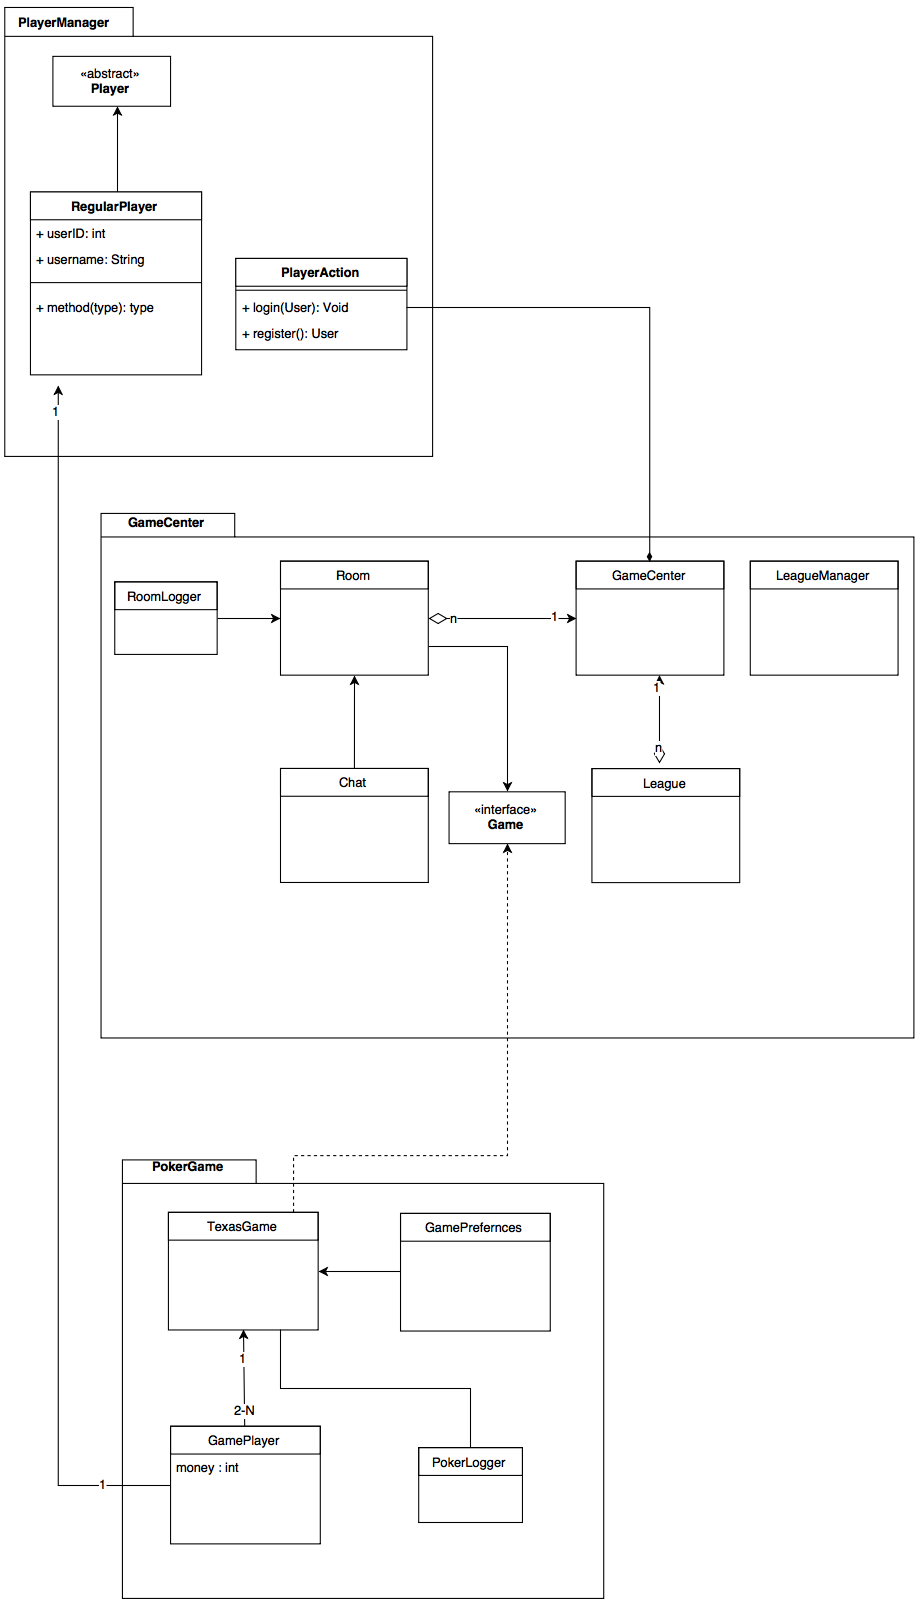 PlayerManager
«abstract»
Player
RegularPlayer
+ userID: int
+ username: String
+ method(type): type
PlayerAction
+ login(User): Void
+ register(): User
1
GameCenter
RoomLogger
Room
GameCenter
LeagueManager
n
1
1
n
Chat
«interface»
Game
League
PokerGame
TexasGame
GamePrefernces
1
2-N
GamePlayer
money : int
PokerLogger
1